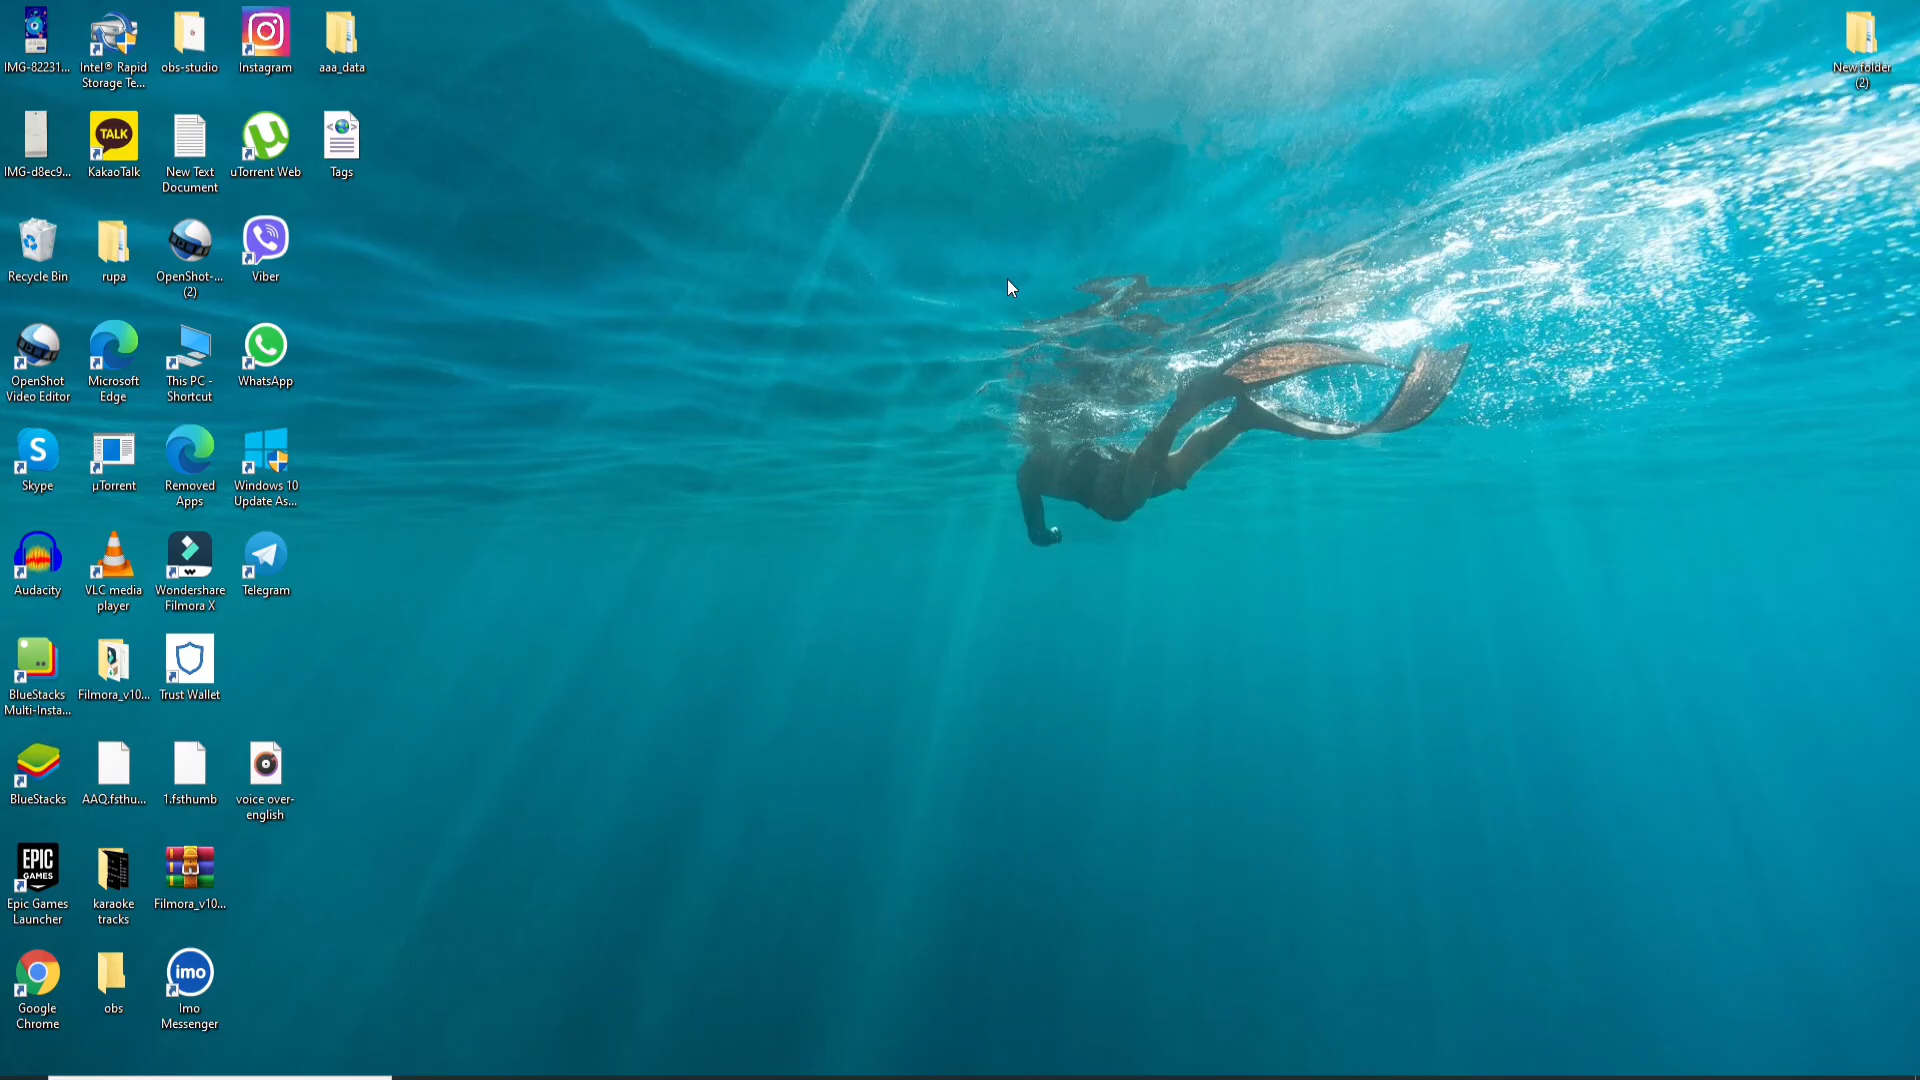 IMG-82231...
Intel® Rapid
Storage Te...
obs-studio
Instagram
aaa_data
New folder
(2)
IMG-d8ec9...
TALK
KakaoTalk
New Text
Document
uTorrent Web
Tags
Recycle Bin
rupa
OpenShot-...
(2)
Viber
OpenShot
Video Editor
Microsoft
Edge
This PC -
Shortcut
WhatsApp
S
Skype
µTorrent
Removed
Apps
Windows 10
Update As...
Audacity
VLC media
player
Wondershare
Filmora X
Telegram
BlueStacks
Multi-Insta...
Filmora_v10...
Trust Wallet
BlueStacks
AAQ.fsthu...
1.fsthumb
voice over-
english
EPIC
GAMES
Epic Games
Launcher
karaoke
tracks
Filmora_v10...
Google
Chrome
obs
imo
Imo
Messenger